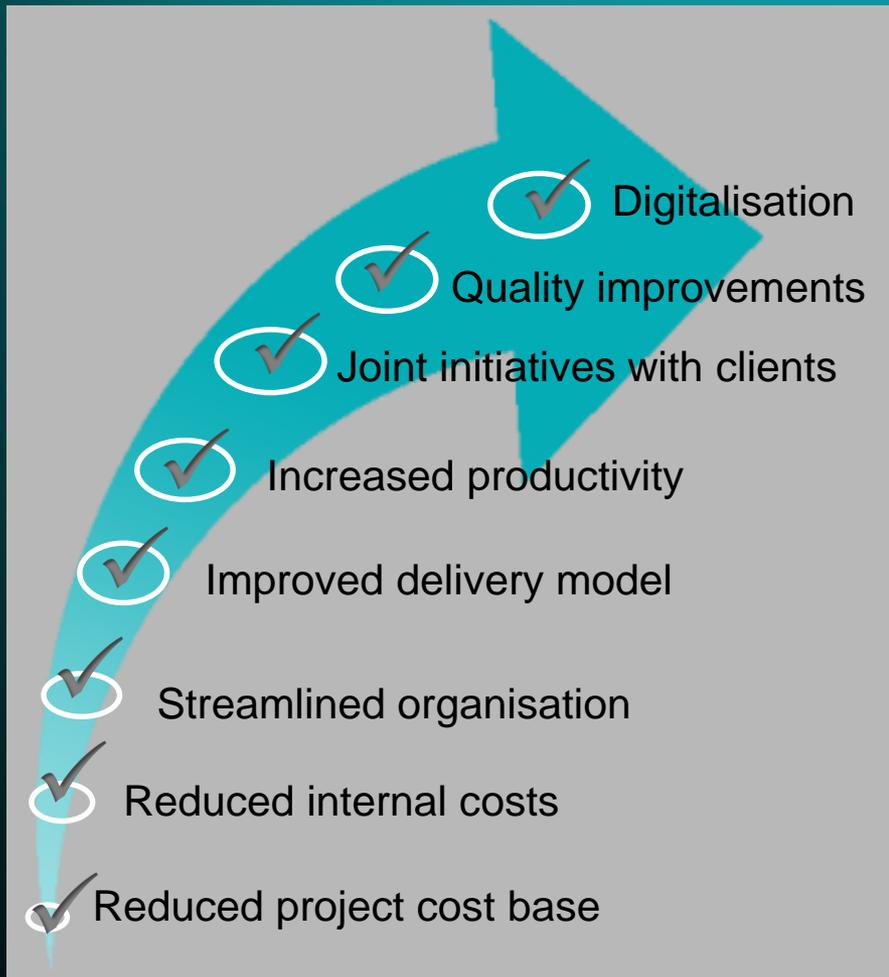 Digitalisation
Quality improvements
Joint initiatives with clients
Increased productivity
Improved delivery model
Streamlined organisation
Reduced internal costs
Reduced project cost base